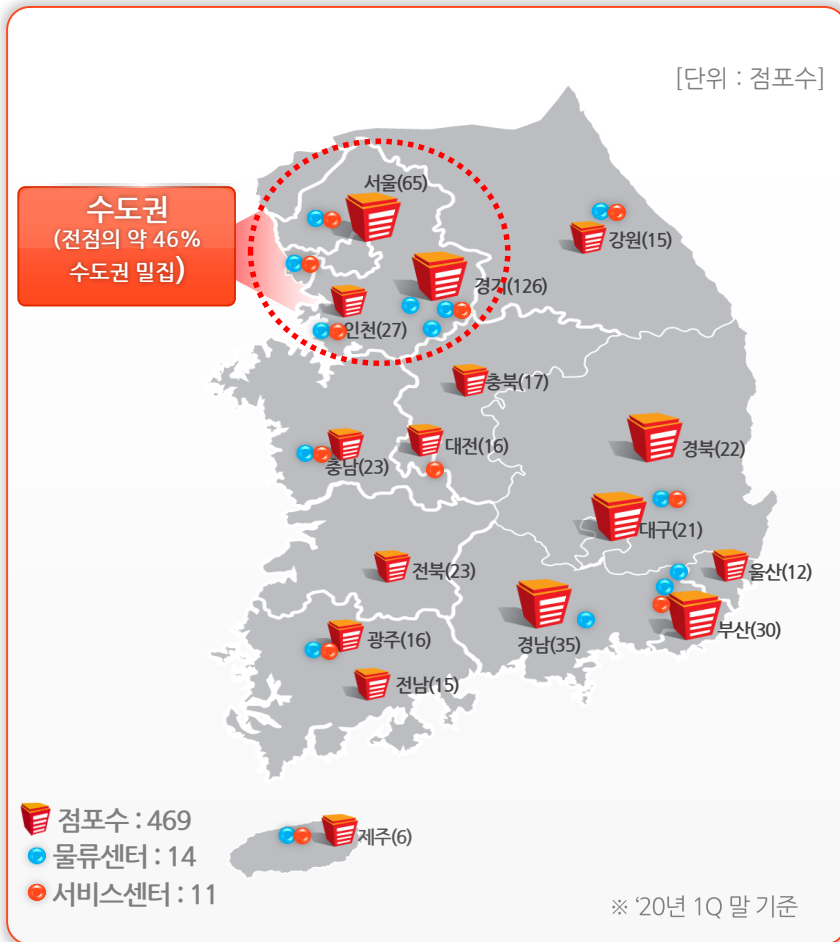 [단위 : 점포수]
수도권
(전점의 약 46%
수도권 밀집)
서울(65)
강원(15)
경기(126)
인천(27)
충북(17)
대전(16)
경북(22)
충남(23)
대구(21)
전북(23)
울산(12)
광주(16)
경남(35)
부산(30)
전남(15)
점포수 : 469
제주(6)
물류센터 : 14
서비스센터 : 11
※ ‘20년 1Q 말 기준